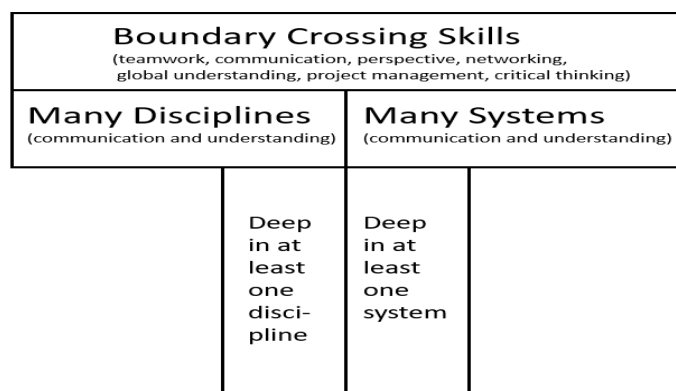 Boundary Crossing Skills
(teamwork, communication, perspective, networking,
global understanding, project management, critical thinking)
Many Disciplines
(communication and understanding)
Many Systems
(communication and understanding)
Deep
in at
least
one
disci-
pline
Deep
in at
least
one
system